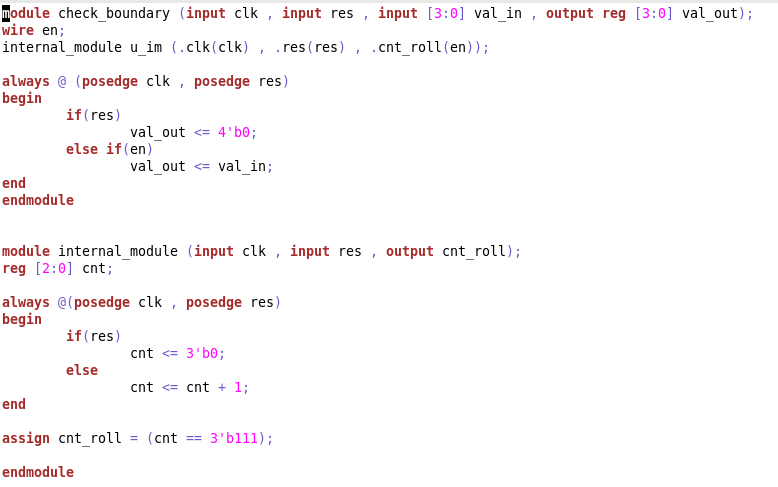 module check_boundary (input clk , input res , input [3:0] val_in , output reg [3:0] val_out);
wire en;
internal_module u_im (.clk(clk) , .res(res) , .cnt_roll(en));
always @ (posedge clk , posedge res)
begin
if(res)
val_out <= 4'b0;
else if(en)
val_out <= val_in;
end
endmodule
module internal_module (input clk , input res , output cnt_roll);
reg [2:0] cnt;
always @(posedge clk , posedge res)
begin
if(res)
cnt <= 3'b0;
else
cnt <= cnt + 1;
end
assign cnt_roll = (cnt == 3'b111);
endmodule